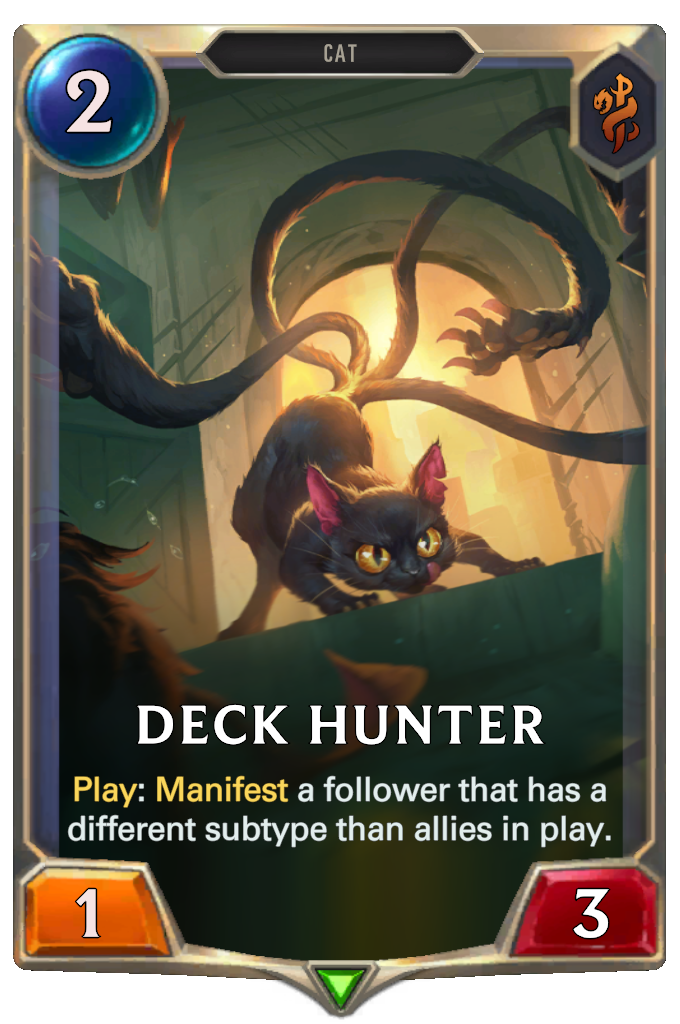 CAT
2
DECK HUNTER
Play: Manifest a follower that has a
different subtype than allies in play.
1
3